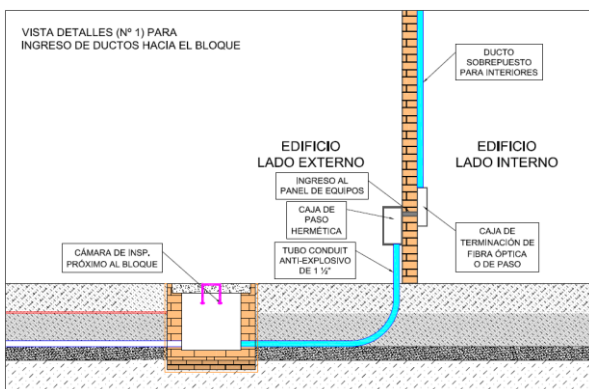 VISTA DETALLES (Nº 1) PARA
INGRESO DE DUCTOS HACIA EL BLOQUE
DUCTO
SOBREPUESTO
PARA INTERIORES
EDIFICIO
LADO EXTERNO
EDIFICIO
LADO INTERNO
INGRESO AL
PANEL DE EQUIPOS
CAJA DE
PASO
HERMÉTICA
CAJA DE
TERMINACIÓN DE
FIBRA ÓPTICA
O DE PASO
TUBO CONDUIT
ANTI-EXPLOSIVO
DE 1 ½"
CÁMARA DE INSP.
PRÓXIMO AL BLOQUE